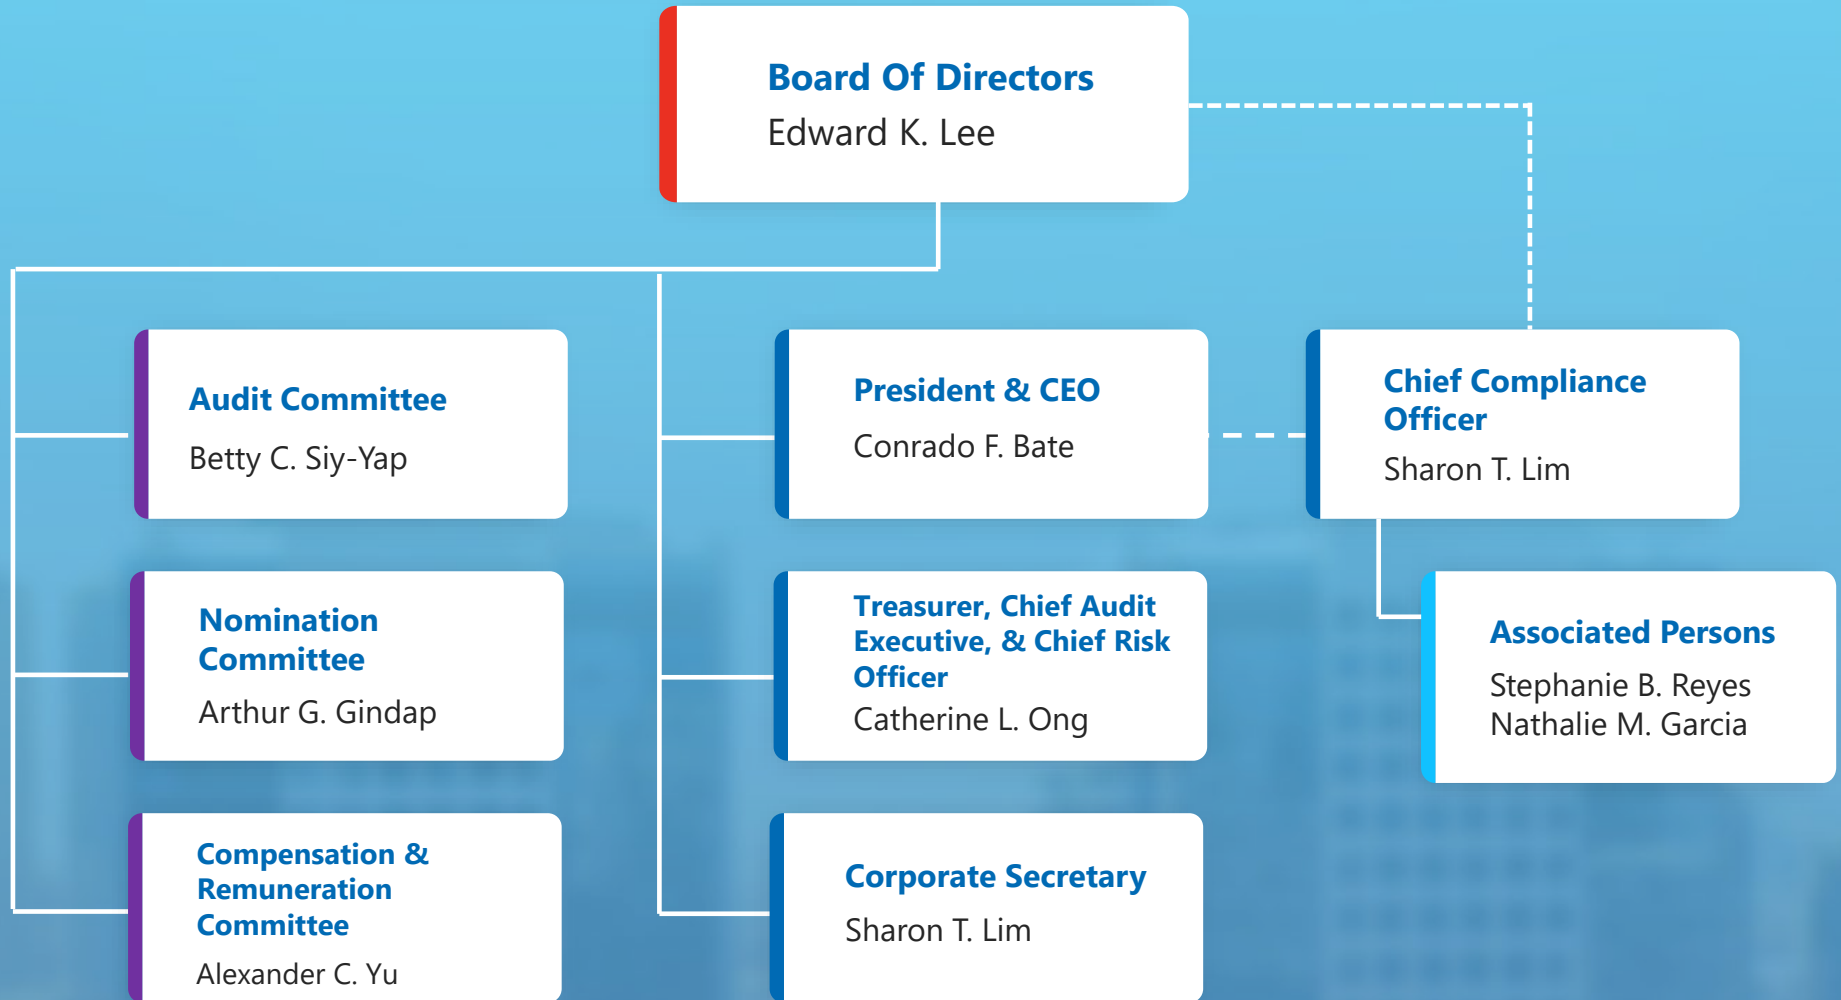 Board Of Directors
Edward K. Lee
Audit Committee
Betty C. Siy-Yap
President & CEO
Conrado F. Bate
Chief Compliance
Officer
Sharon T. Lim
Nomination
Committee
Arthur G. Gindap
Treasurer, Chief Audit
Executive, & Chief Risk
Officer
Catherine L. Ong
Associated Persons
Stephanie B. Reyes
Nathalie M. Garcia
Compensation &
Remuneration
Committee
Alexander C. Yu
Corporate Secretary
Sharon T. Lim